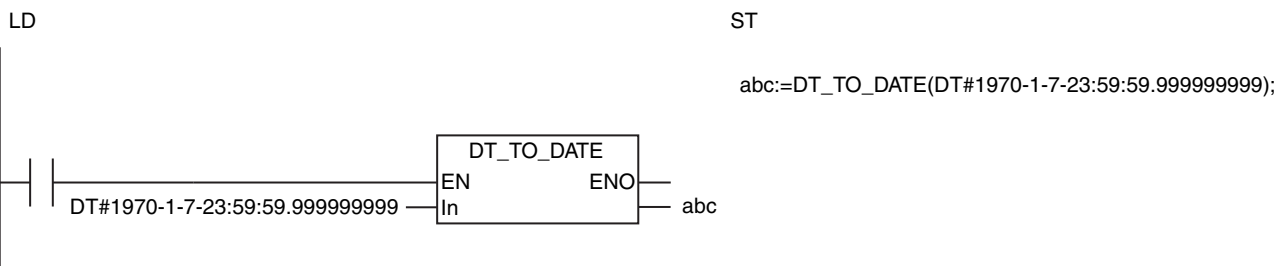 LD
ST
abc:=DT_TO_DATE(DT#1970-1-7-23:59:59.999999999);
DT_TO_DATE
EN ENO
DT#1970-1-7-23:59:59.999999999 In abc